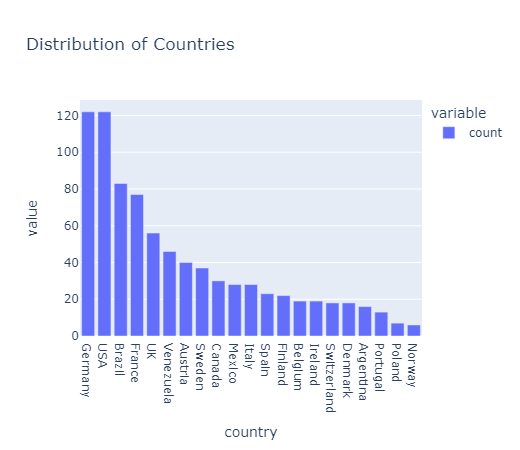 Distribution of Countries
variable
count
value
120
100
80
60
40
20
0
Germany
USA
Brazil
France
UK
Venezuela
Austria
Sweden
Canada
Mexico
Italy
Spain
Finland
Belgium
Ireland
Switzerland
Denmark
Argentina
Portugal
Poland
Norway
country